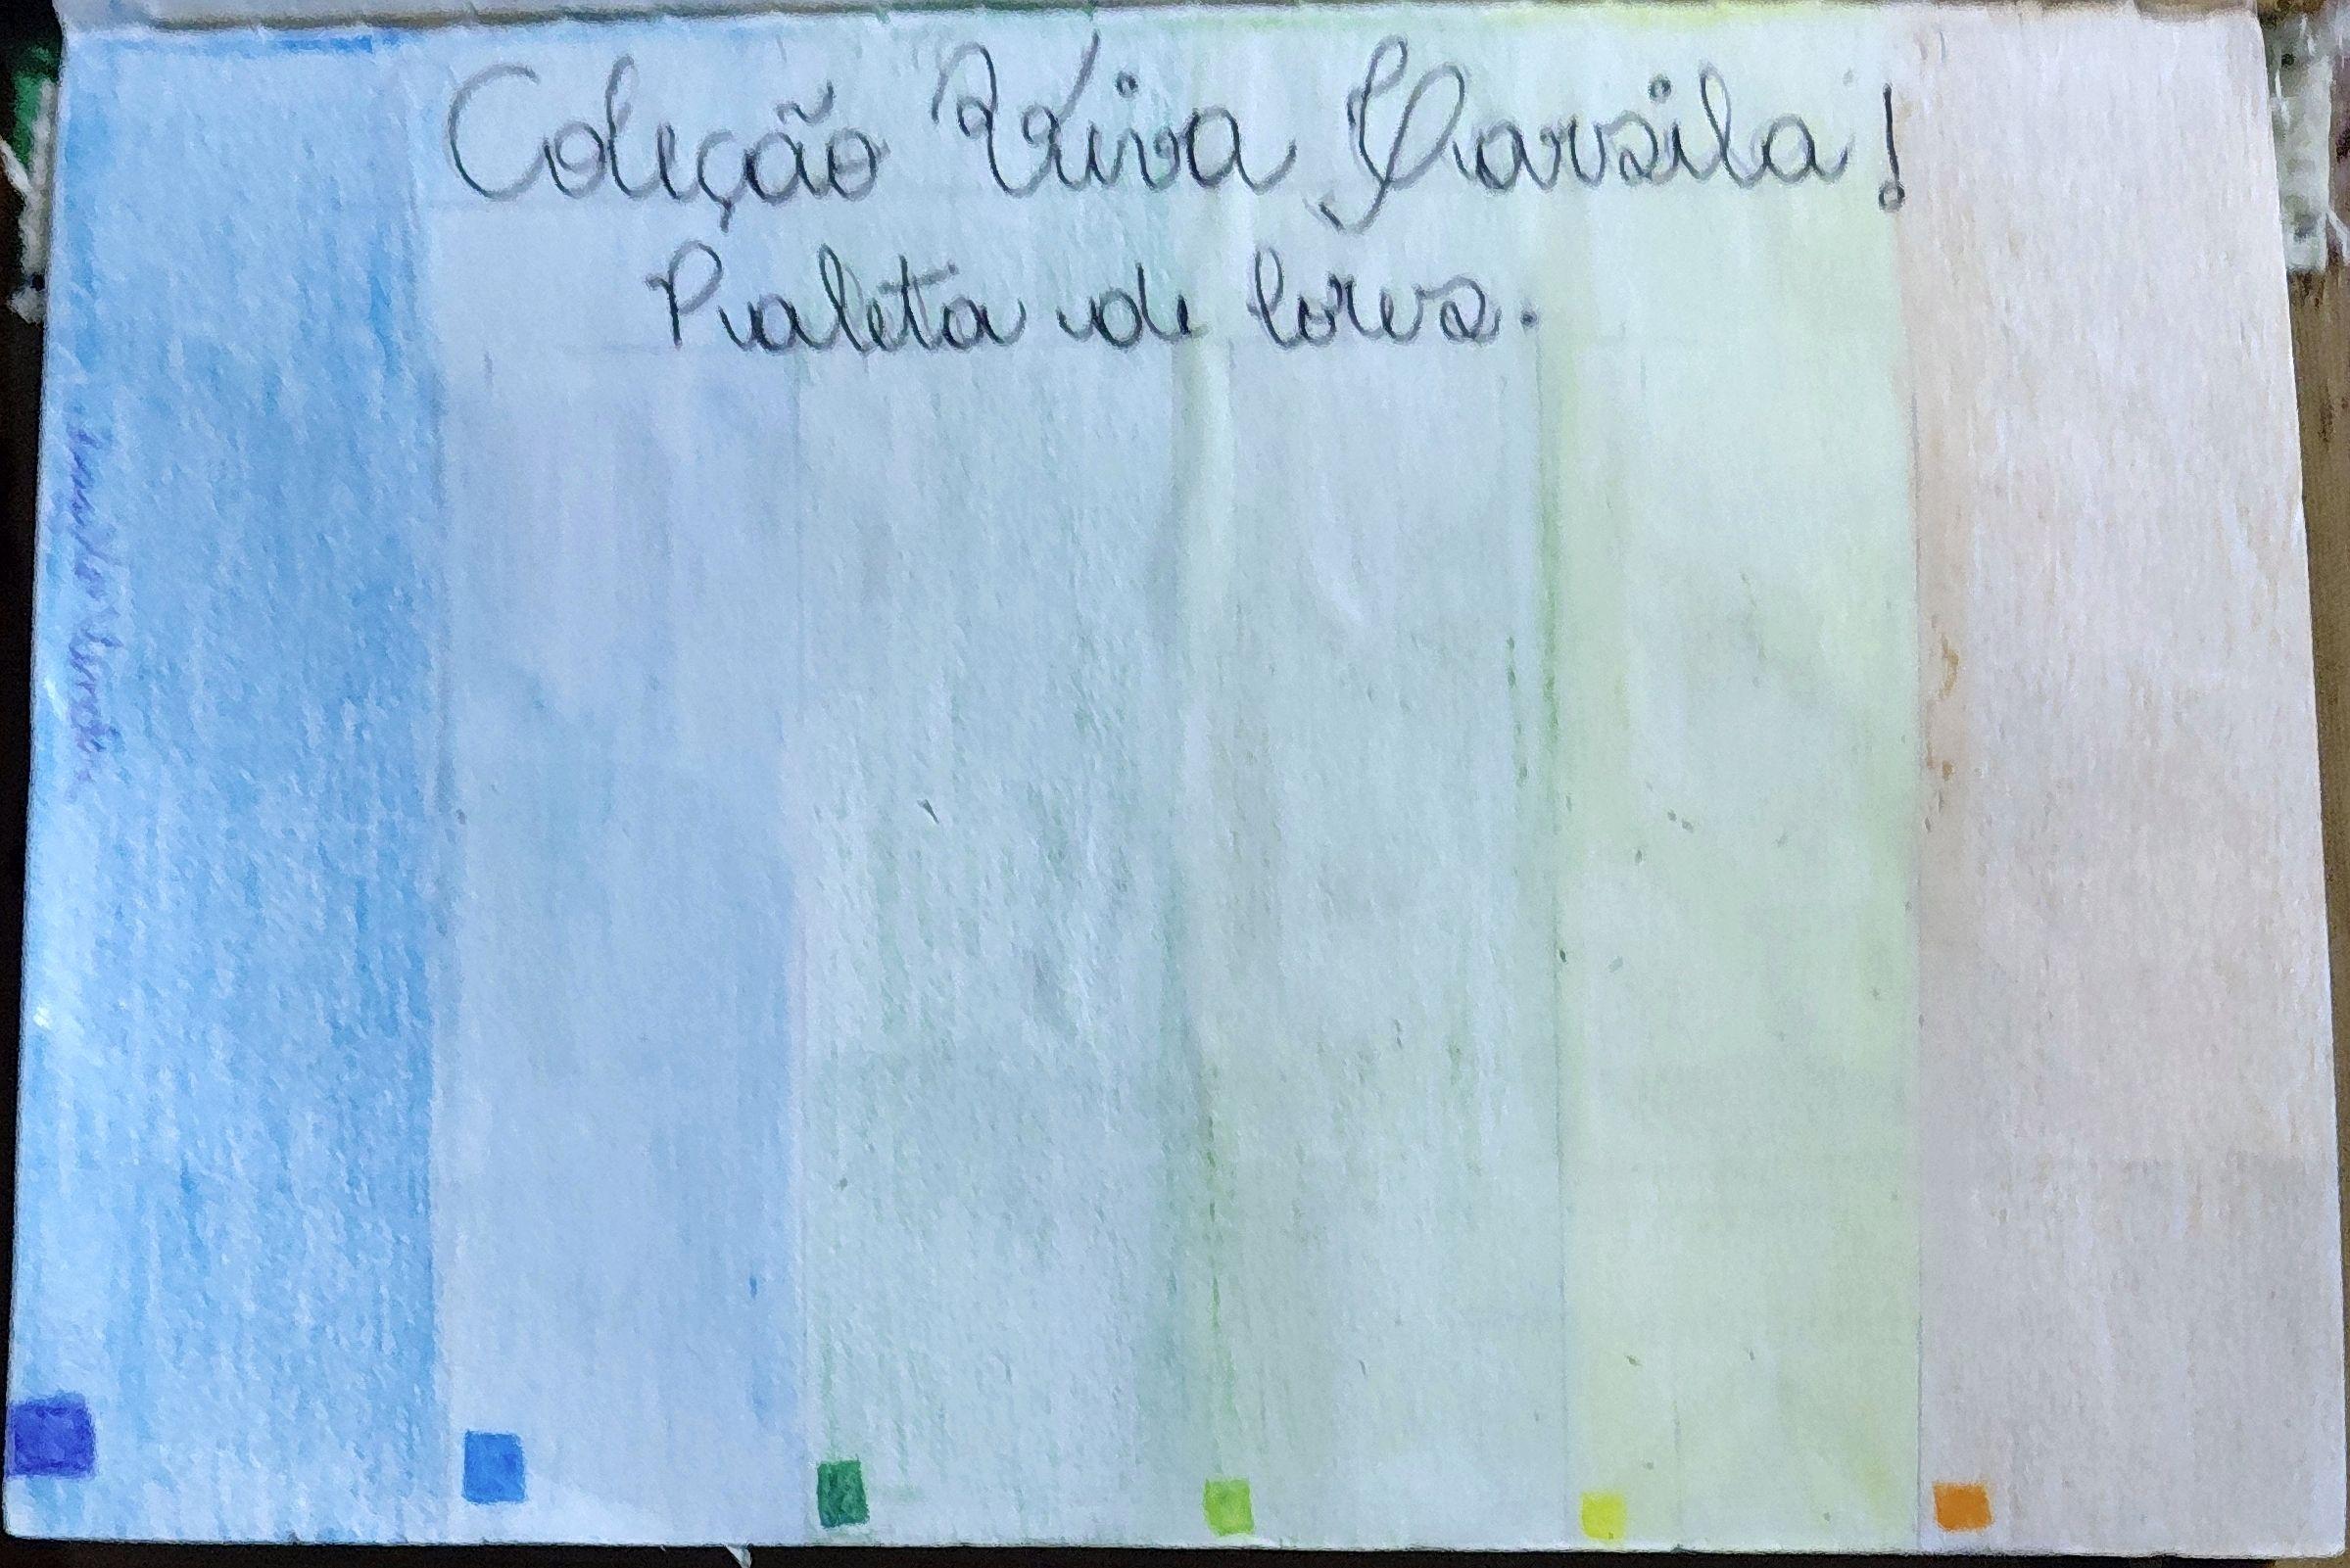 Coleção Viva Tarsila!
Paleta de Cores.